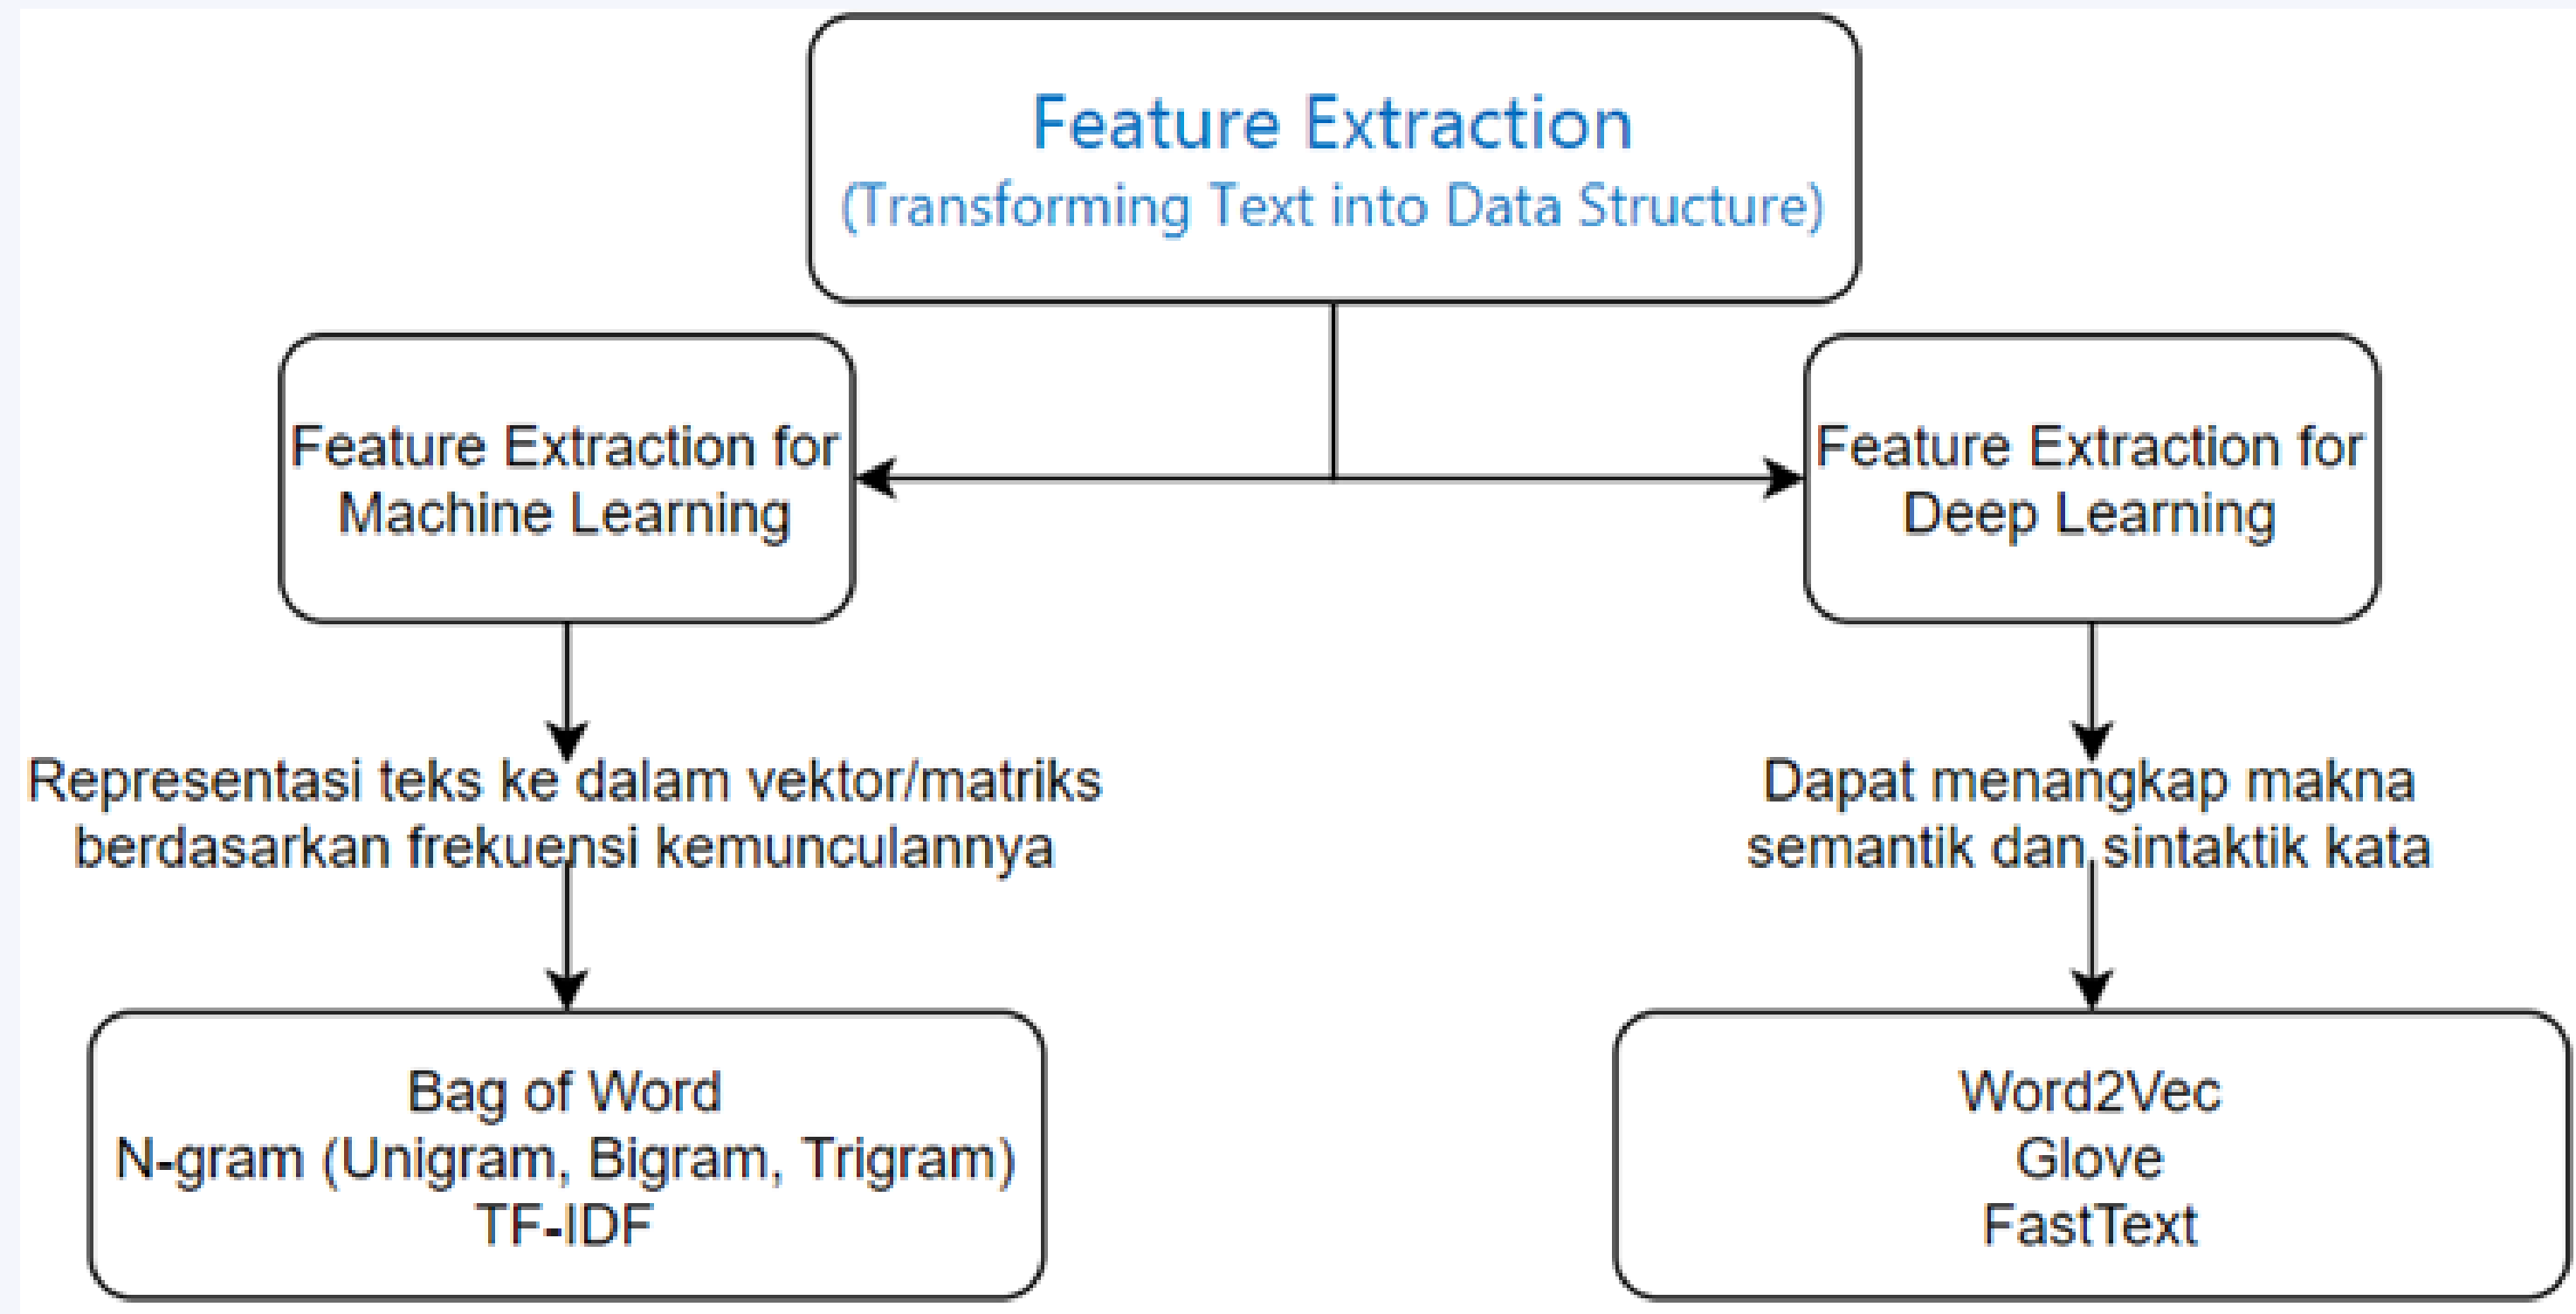 Feature Extraction
(Transforming Text into Data Structure)
Feature Extraction for
Machine Learning
Feature Extraction for
Deep Learning
Representasi teks ke dalam vektor/matriks
berdasarkan frekuensi kemunculannya
Dapat menangkap makna
semantik dan sintaktik kata
Bag of Word
N-gram (Unigram, Bigram, Trigram)
TF-IDF
Word2Vec
Glove
FastText